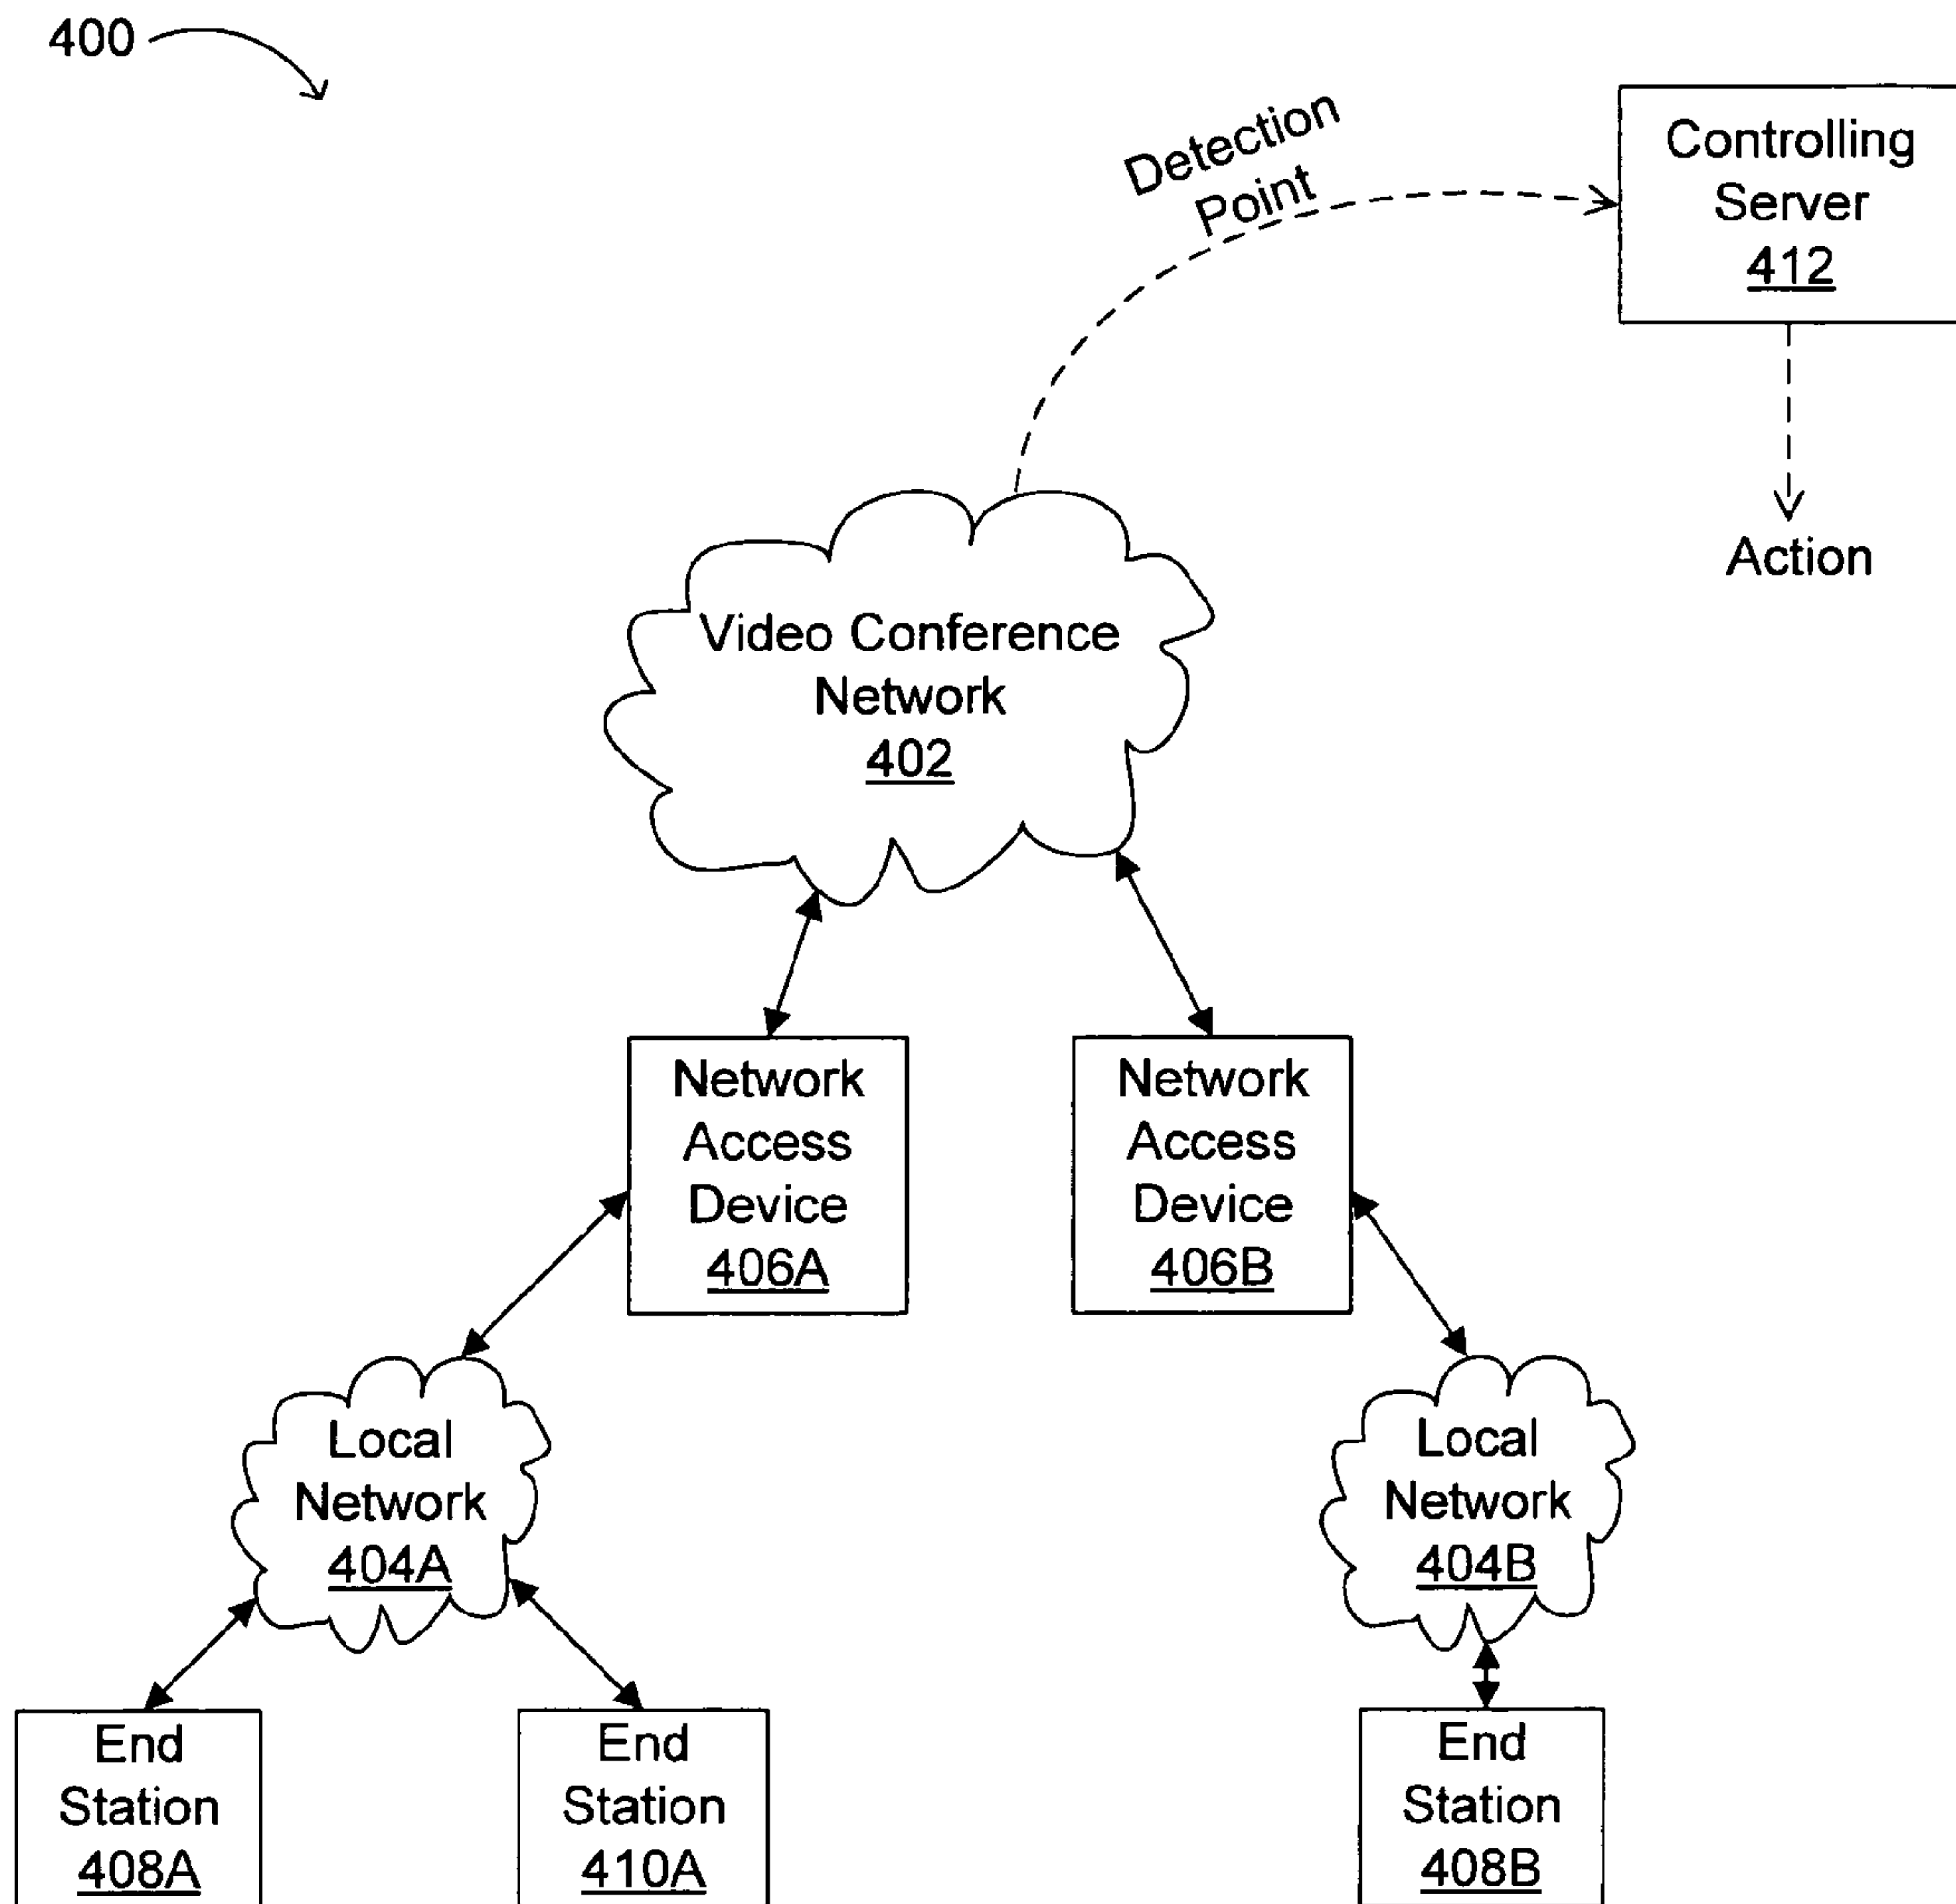 400
Detection
Point
Controlling
Server
412
Action
Video Conference
Network
402
Network
Access
Device
406A
Network
Access
Device
406B
Local
Network
404A
Local
Network
404B
End
Station
408A
End
Station
410A
End
Station
408B